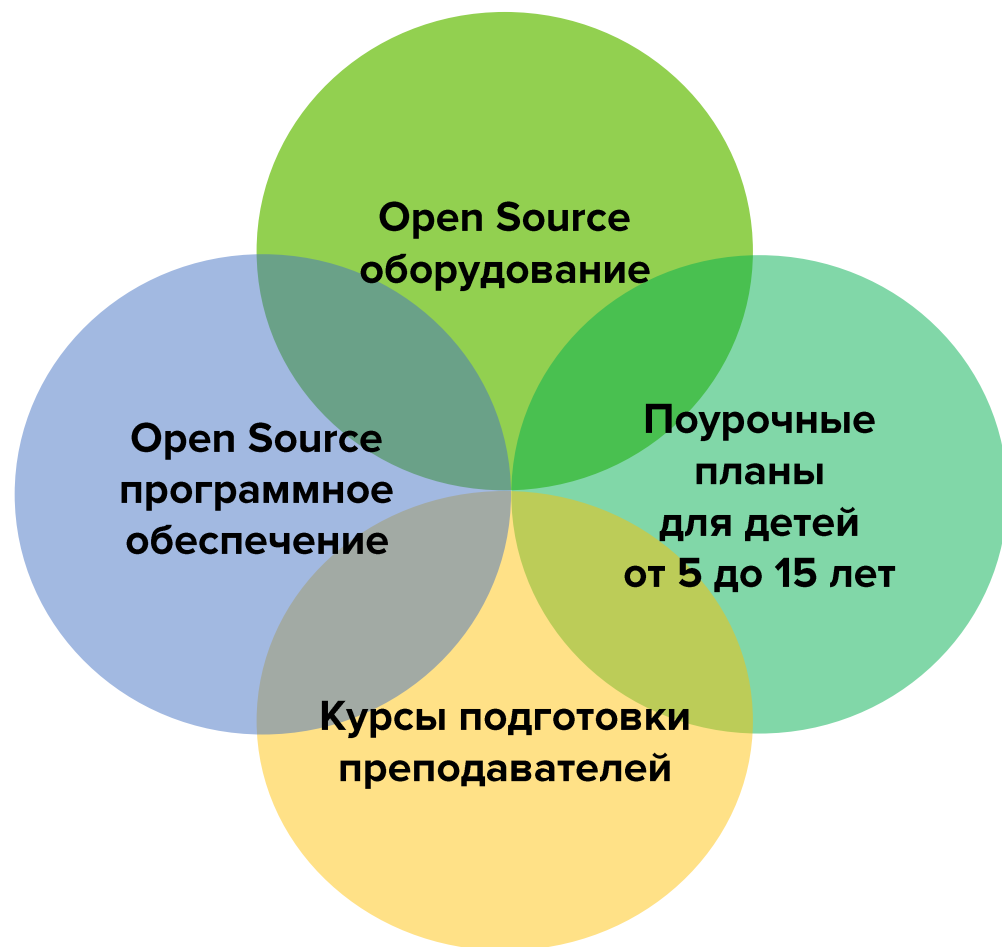 Open Source
оборудование
Open Source
программное
обеспечение
Поурочные
планы
для детей
от 5 до 15 лет
Курсы подготовки
преподавателей